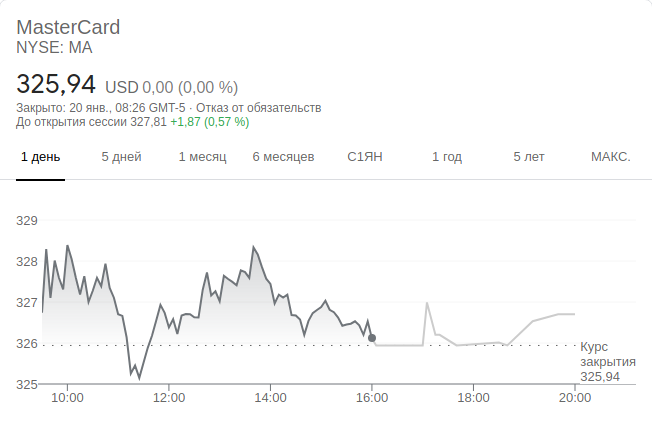 MasterCard
NYSE: MA
325,94 USD 0,00 (0,00 %)
Закрыто: 20 янв., 08:26 GMT-5 · Отказ от обязательств
До открытия сессии 327,81 +1,87 (0,57 %)
1 день 5 дней 1 месяц 6 месяцев С1ЯН 1 год 5 лет МАКС.
329
328
327
326
325
Курс
закрытия
325,94
10:00 12:00 14:00 16:00 18:00 20:00